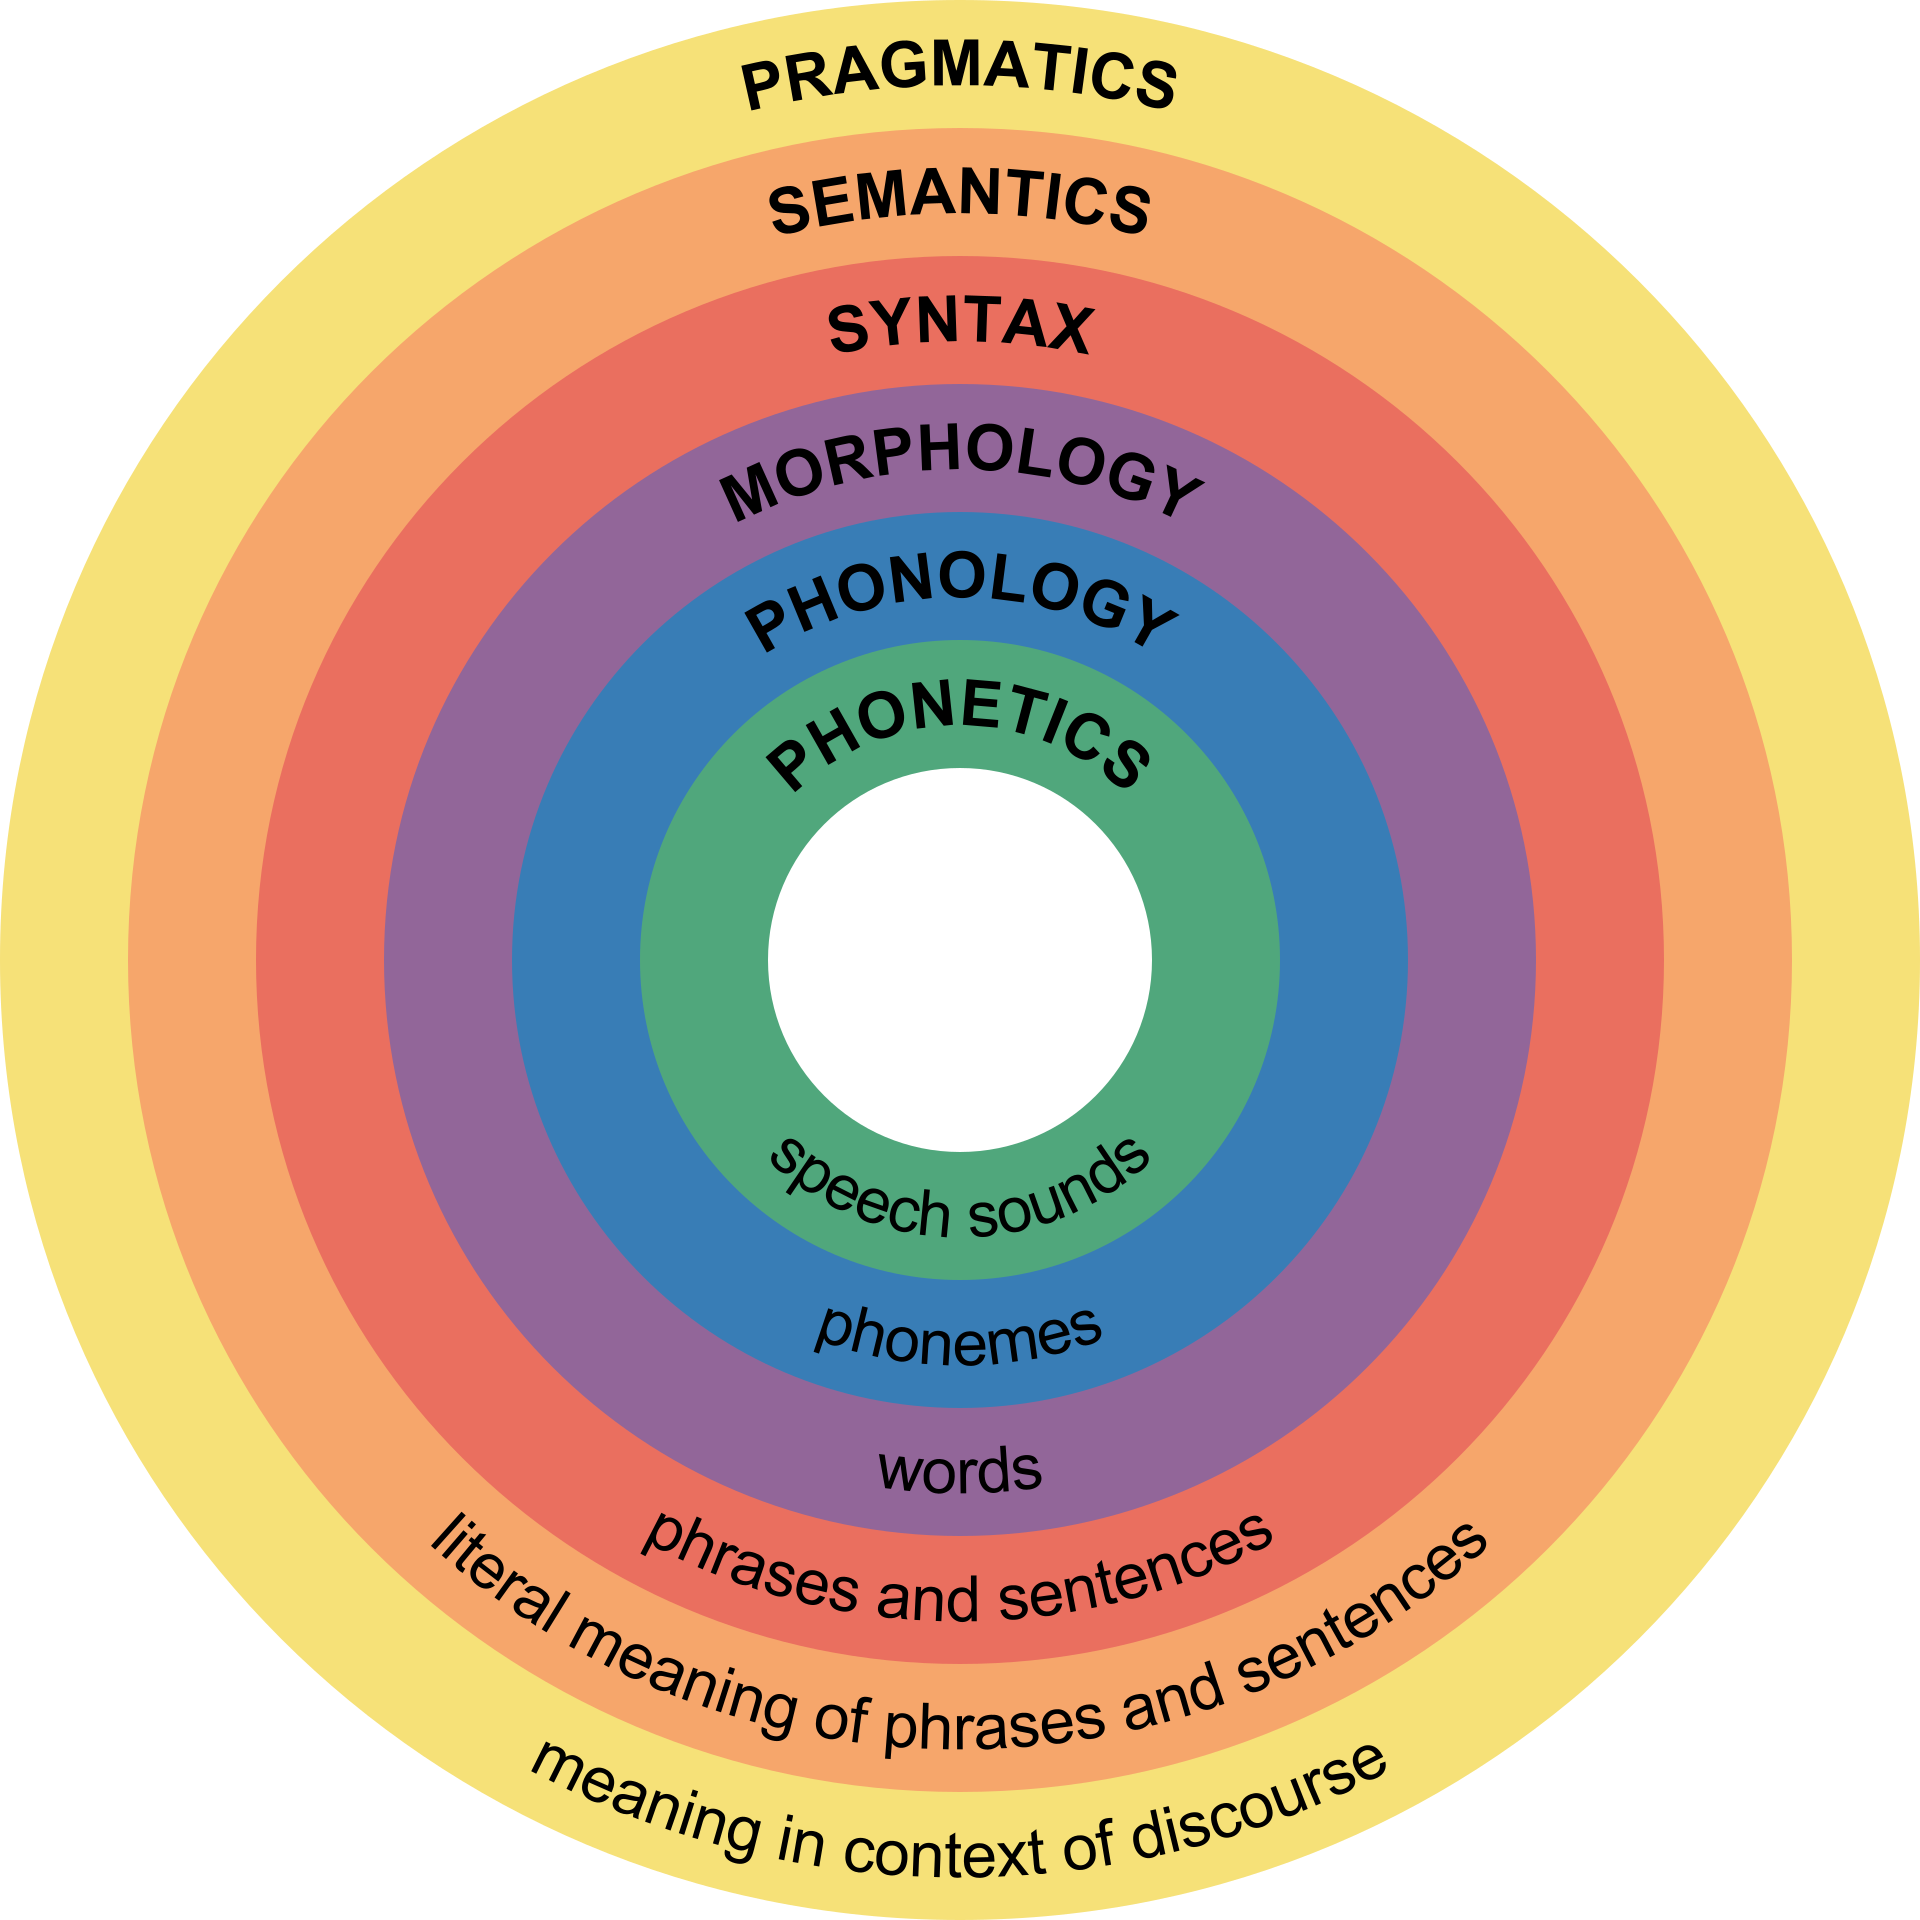 PRAGMATICS
SEMANTICS
SYNTAX
MORPHOLOGY
PHONOLOGY
PHONETICS
speech sounds
phonemes
words
phrases and sentences
literal meaning of phrases and sentences
meaning in context of discourse